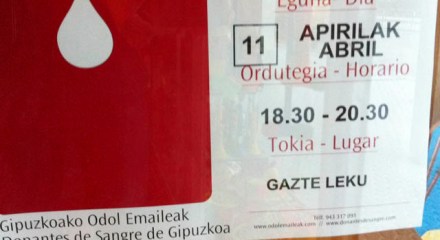 Eguna - Día
11 APIRILAK
ABRIL
Ordutegia - Horario
18.30 - 20.30
Tokia - Lugar
GAZTE LEKU
Gipuzkoako Odol Emaileak
Donantes de Sangre de Gipuzkoa